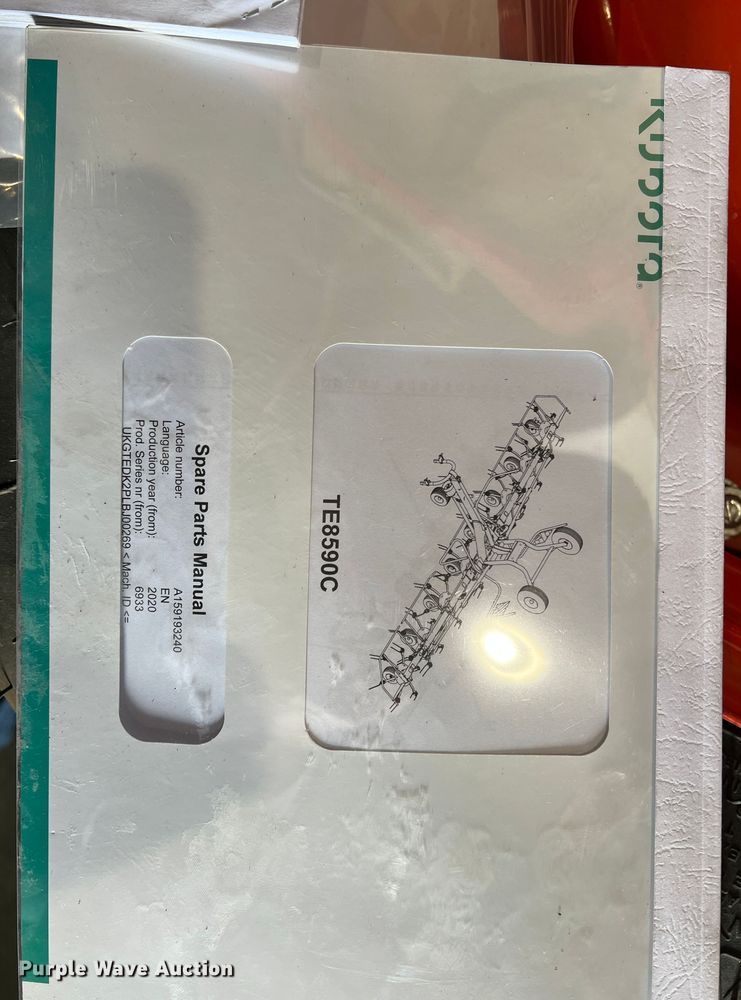 Kubota®
TE8590C
Spare Parts Manual
Article number: A159193240
Language: EN
Production year (from): 2020
Prod. Series nr (from): 6933
UKGTEDK2PLBJ00269 < Mach. ID <=
Purple Wave Auction